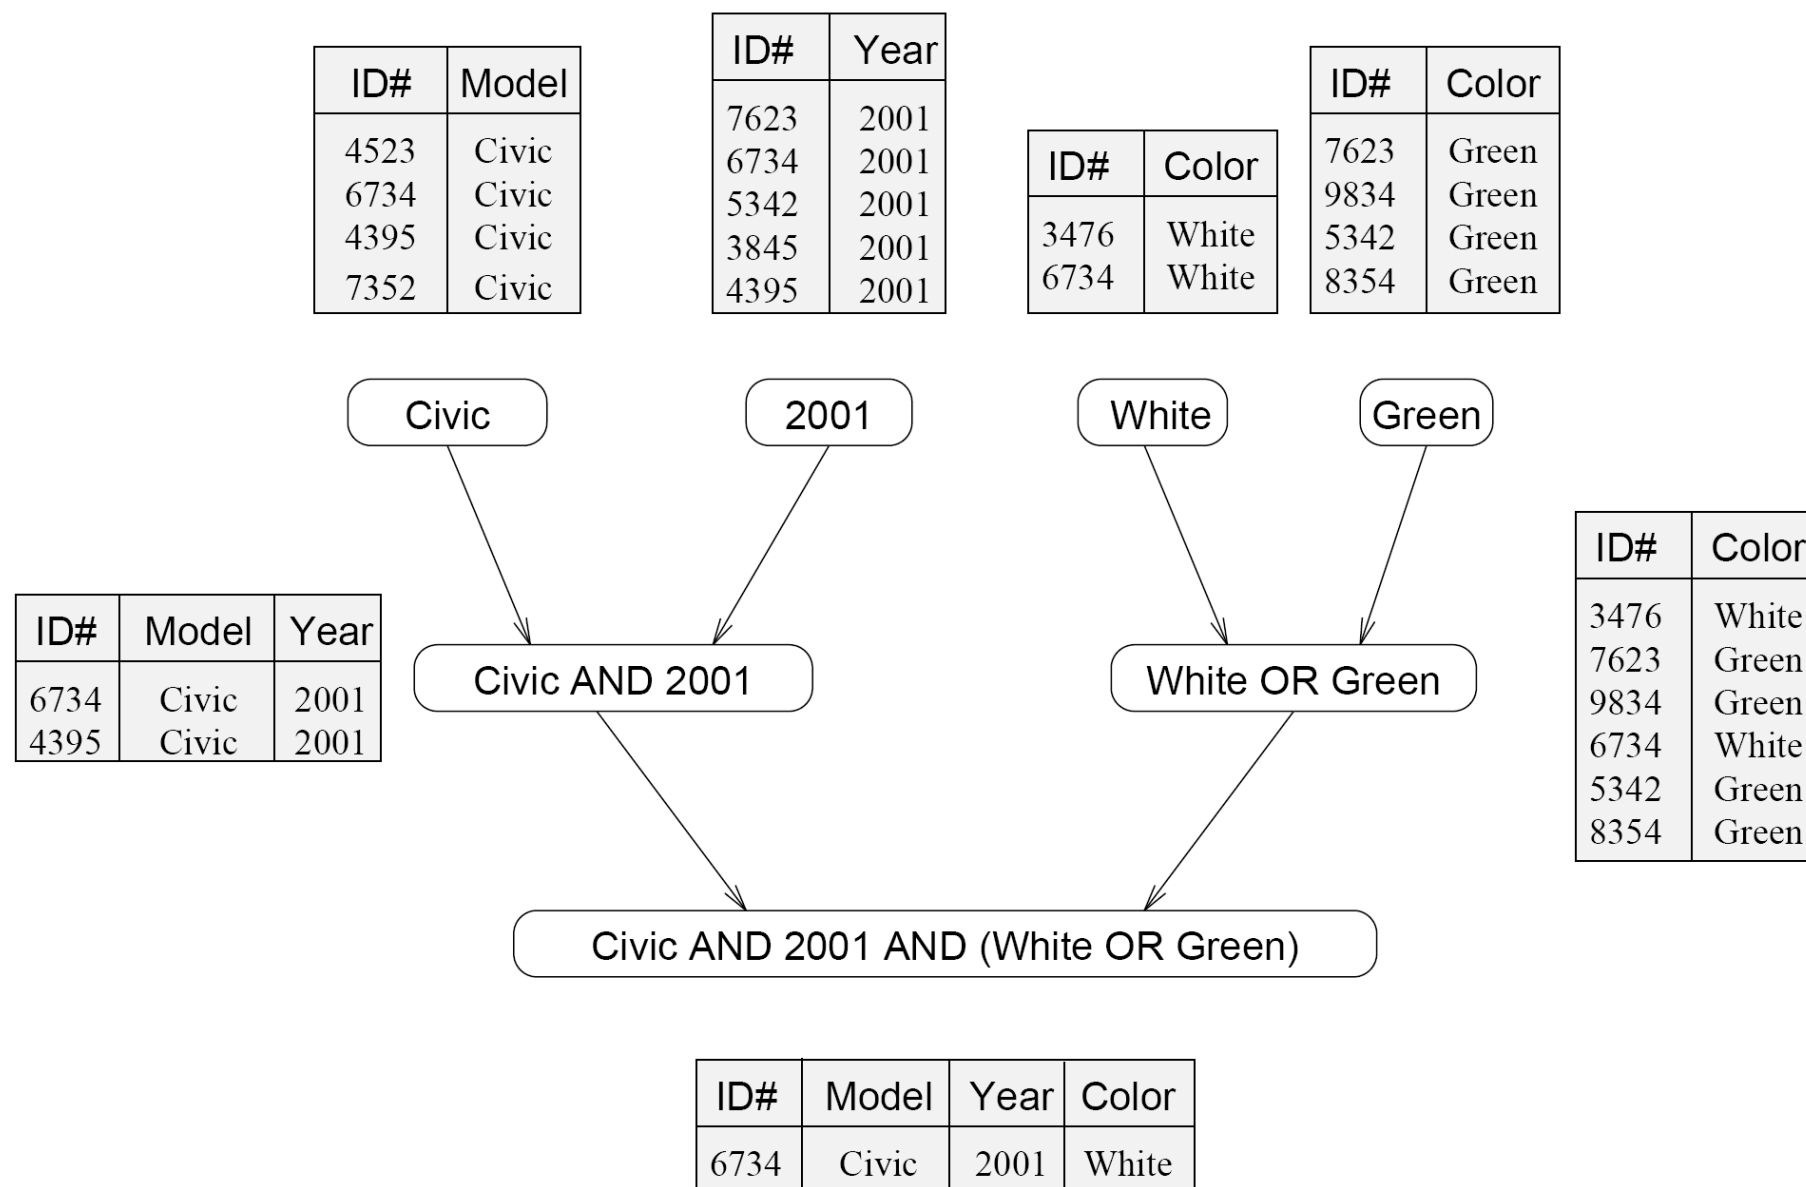 ID# Model
4523 Civic
6734 Civic
4395 Civic
7352 Civic
ID# Year
7623 2001
6734 2001
5342 2001
3845 2001
4395 2001
ID# Color
3476 White
6734 White
ID# Color
7623 Green
9834 Green
5342 Green
8354 Green
Civic
2001
White
Green
ID# Model Year
6734 Civic 2001
4395 Civic 2001
Civic AND 2001
White OR Green
ID# Color
3476 White
7623 Green
9834 Green
6734 White
5342 Green
8354 Green
Civic AND 2001 AND (White OR Green)
ID# Model Year Color
6734 Civic 2001 White